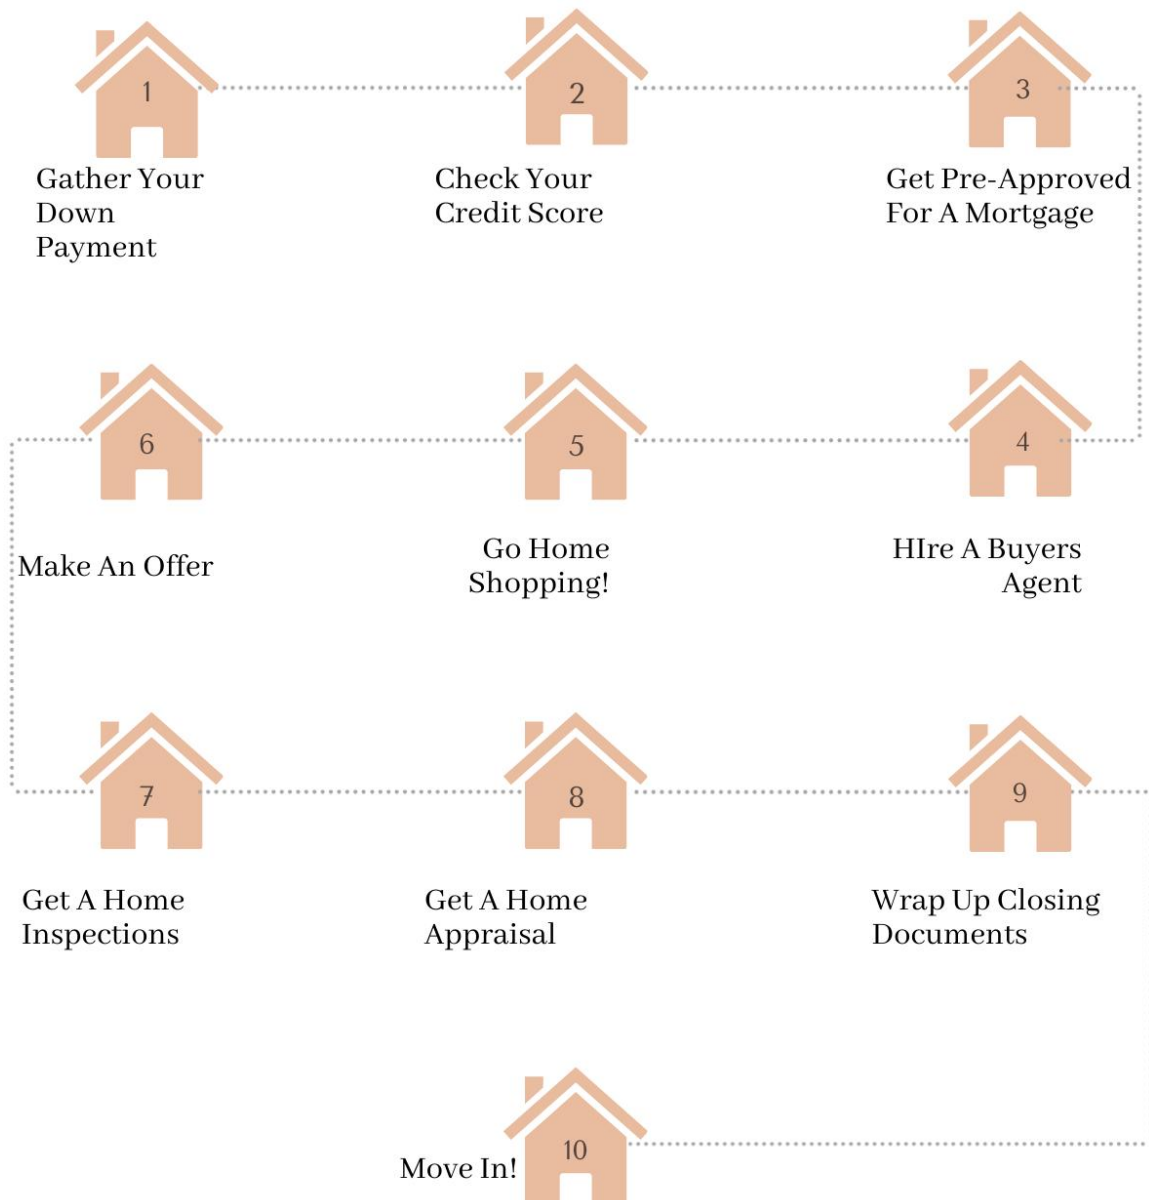 1
Gather Your
Down
Payment
2
Check Your
Credit Score
3
Get Pre-Approved
For A Mortgage
4
HIre A Buyers
Agent
5
Go Home
Shopping!
6
Make An Offer
7
Get A Home
Inspections
8
Get A Home
Appraisal
9
Wrap Up Closing
Documents
10
Move In!